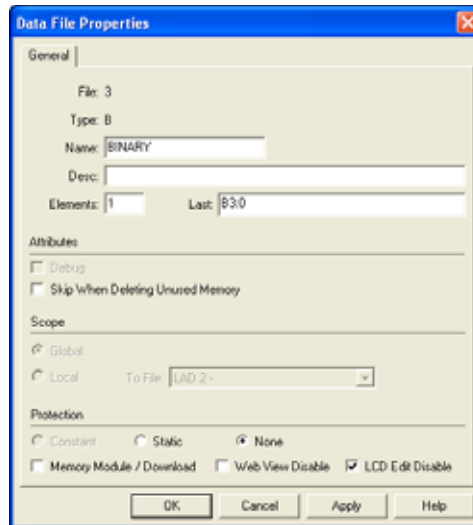 Data File Properties
General
File: 3
Type: B
Name: BINARY
Desc:
Elements: 1 Last: B3:0
Attributes
Debug
Skip When Deleting Unused Memory
Scope
Global
Local To File: LAD 2 -
Protection
Constant Static None
Memory Module / Download Web View Disable LCD Edit Disable
OK Cancel Apply Help